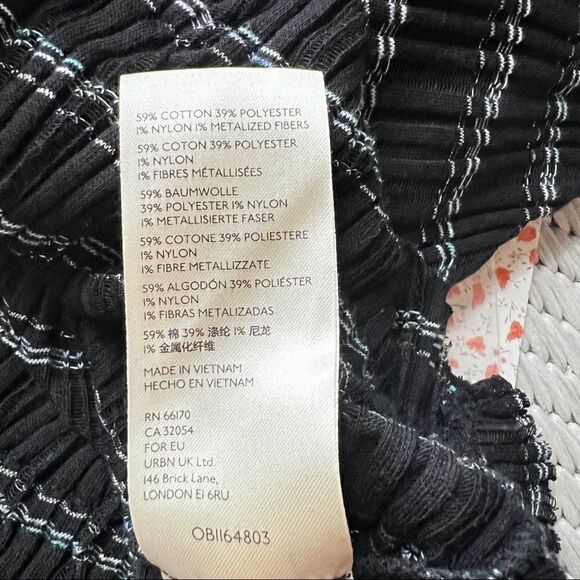 59% COTTON 39% POLYESTER
1% NYLON 1% METALIZED FIBERS
59% COTON 39% POLYESTER
1% NYLON
1% FIBRES MÉTALLISÉES
59% BAUMWOLLE
39% POLYESTER 1% NYLON
1% METALLISIERTE FASER
59% COTONE 39% POLIESTERE
1% NYLON
1% FIBRE METALLIZZATE
59% ALGODÓN 39% POLIÉSTER
1% NYLON
1% FIBRAS METALIZADAS
59% 棉 39% 涤纶 1% 尼龙
1% 金属化纤维
MADE IN VIETNAM
HECHO EN VIETNAM
RN 66170
CA 32054
FOR EU
URBN UK Ltd.
146 Brick Lane,
LONDON E1 6RU
OB1164803